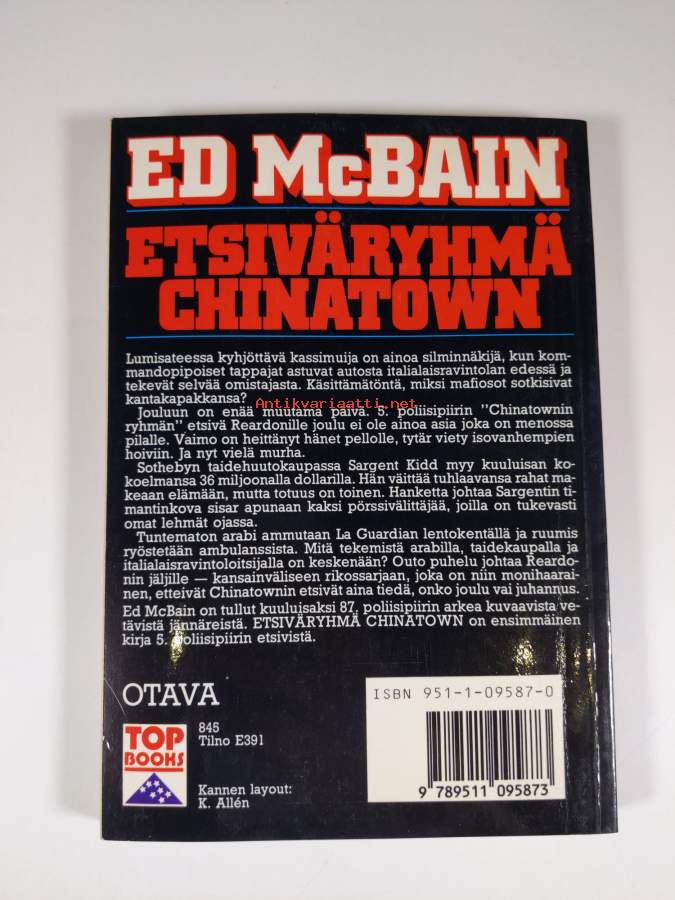 ED McBAIN
ETSIVÄRYHMÄ
CHINATOWN
Lumisateessa kyhjöttävä kassimuija on ainoa silminnäkijä, kun kom-
mandopipoiset tappajat astuvat autosta italialaisravintolan edessä ja
tekevät selvää omistajasta. Käsittämätöntä, miksi mafiosot sotkisivat
kantakapakkansa?
Antikvariaatti.net
Jouluun on enää muutama päivä. 5. poliisipiirin "Chinatownin
ryhmän" etsivä Reardonille joulu ei ole ainoa asia joka on menossa
pilalle. Vaimo on heittänyt hänet pellolle, tytär viety isovanhempien
hoiviin. Ja nyt vielä murha.
Sothebyn taidehuutokaupassa Sargent Kidd myy kuuluisan ko-
koelmansa 36 miljoonalla dollarilla. Hän väittää tuhlaavansa rahat ma-
keaan elämään, mutta totuus on toinen. Hanketta johtaa Sargentin ti-
mantinkova sisar apunaan kaksi pörssivälittäjää, joilla on tukevasti
omat lehmät ojassa.
Tuntematon arabi ammutaan La Guardian lentokentällä ja ruumis
ryöstetään ambulanssista. Mitä tekemistä arabilla, taidekaupalla ja
italialaisravintoloitsijalla on keskenään? Outo puhelu johtaa Reardo-
nin jäljille — kansainväliseen rikossarjaan, joka on niin monihaarai-
nen, etteivät Chinatownin etsivät aina tiedä, onko joulu vai juhannus.
Ed McBain on tullut kuuluisaksi 87. poliisipiirin arkea kuvaavista ve-
tävistä jännäreistä. ETSIVÄRYHMÄ CHINATOWN on ensimmäinen
kirja 5. poliisipiirin etsivistä.
OTAVA
ISBN 951-1-09587-0
TOP
BOOKS
845
Tilno E391
Kannen layout:
K. Allén
9 789511 095873